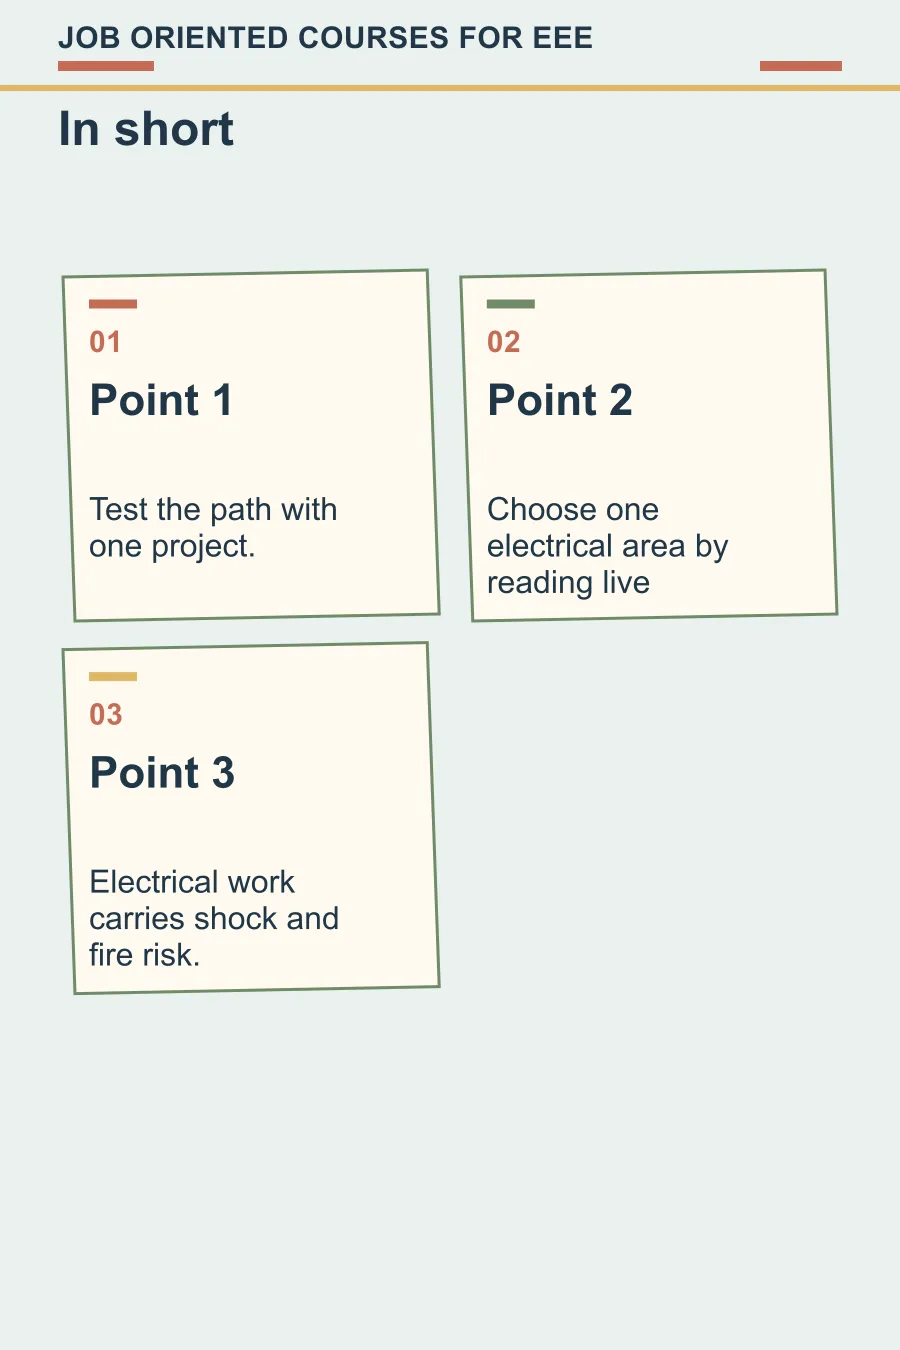 JOB ORIENTED COURSES FOR EEE
In short
01
Point 1
Test the path with
one project.
02
Point 2
Choose one
electrical area by
reading live
03
Point 3
Electrical work
carries shock and
fire risk.